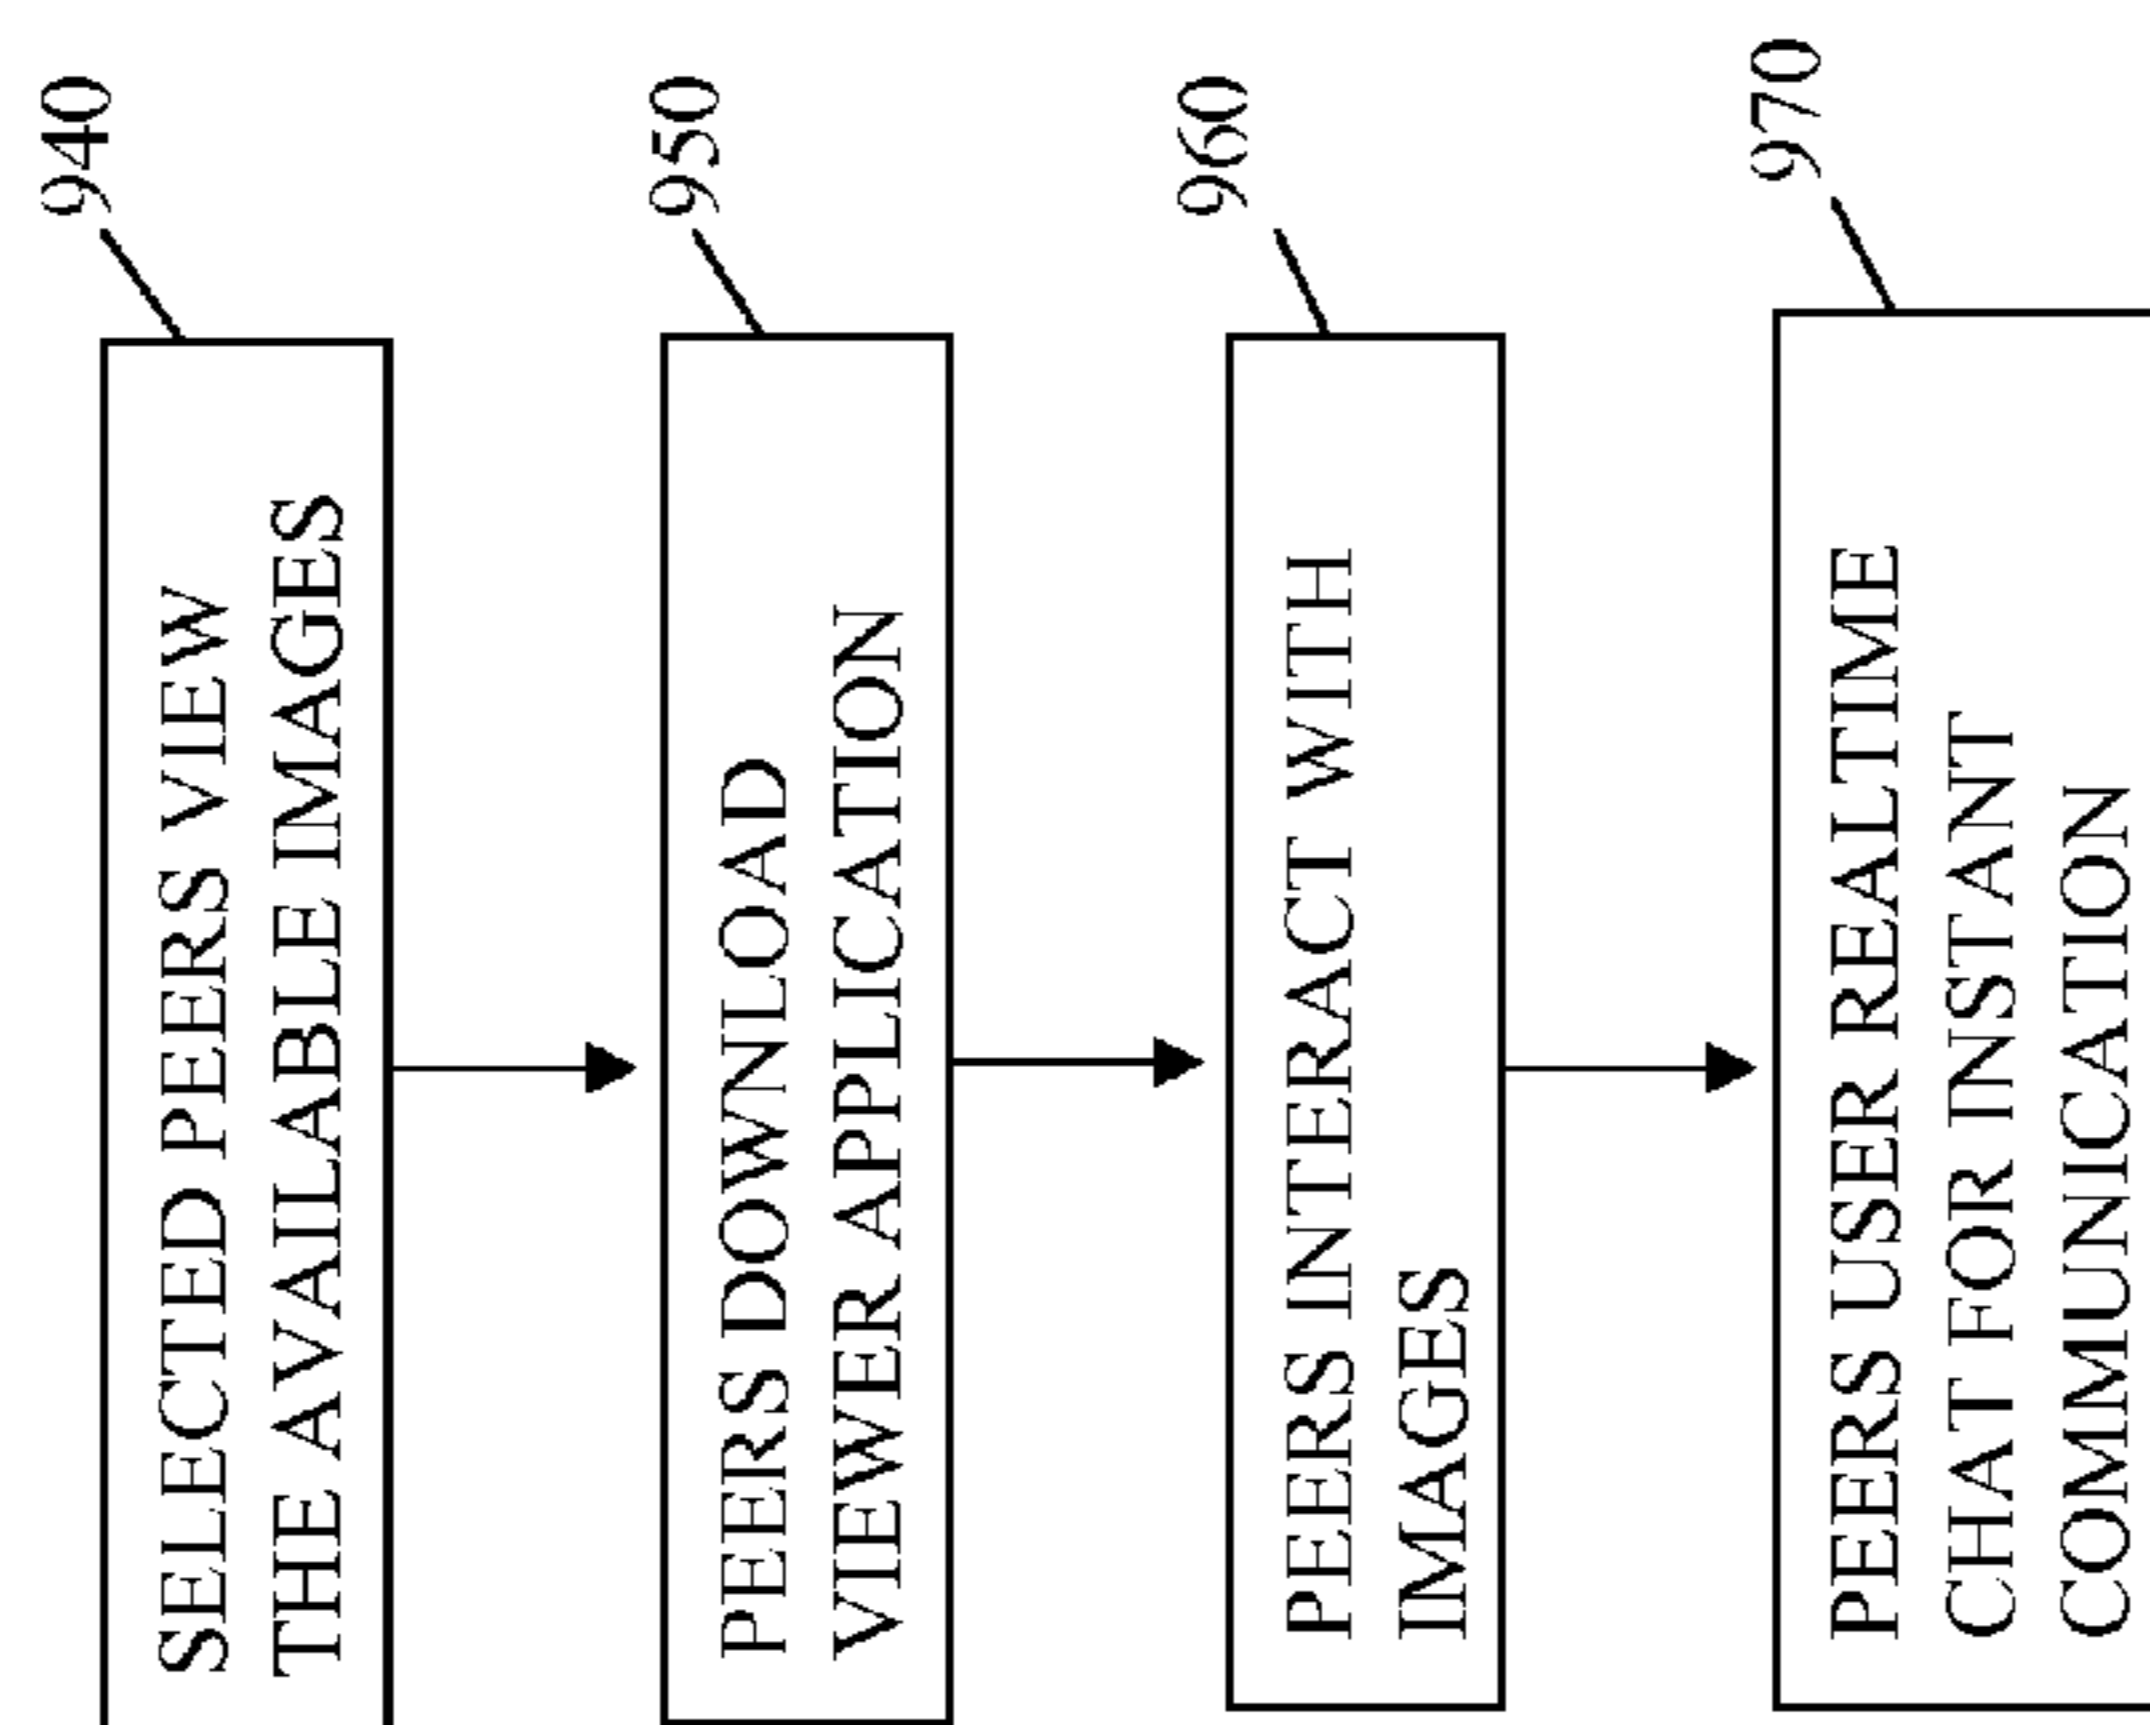 940
SELECTED PEERS VIEW
THE AVAILABLE IMAGES
950
PEERS DOWNLOAD
VIEWER APPLICATION
960
PEERS INTERACT WITH
IMAGES
970
PEERS USER REALTIME
CHAT FOR INSTANT
COMMUNICATION